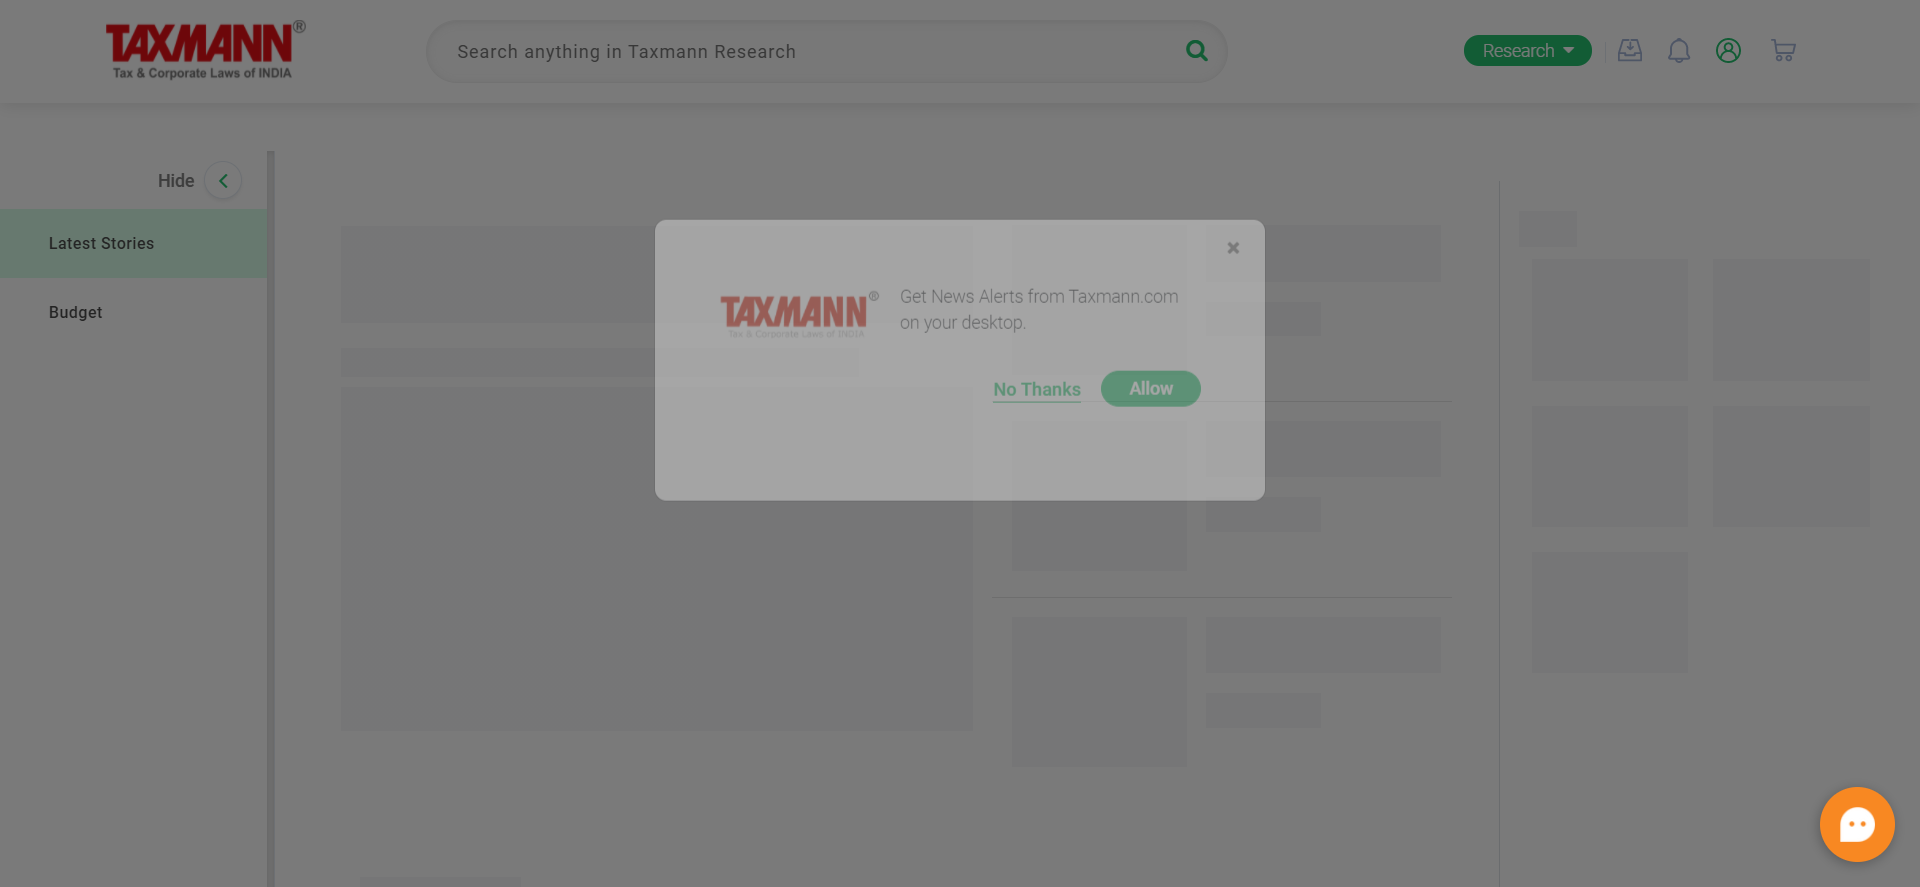 TAXMANN®
Tax & Corporate Laws of INDIA
Search anything in Taxmann Research
Research
Hide
Latest Stories
Budget
TAXMANN®
Tax & Corporate Laws of INDIA
Get News Alerts from Taxmann.com
on your desktop.
No Thanks
Allow